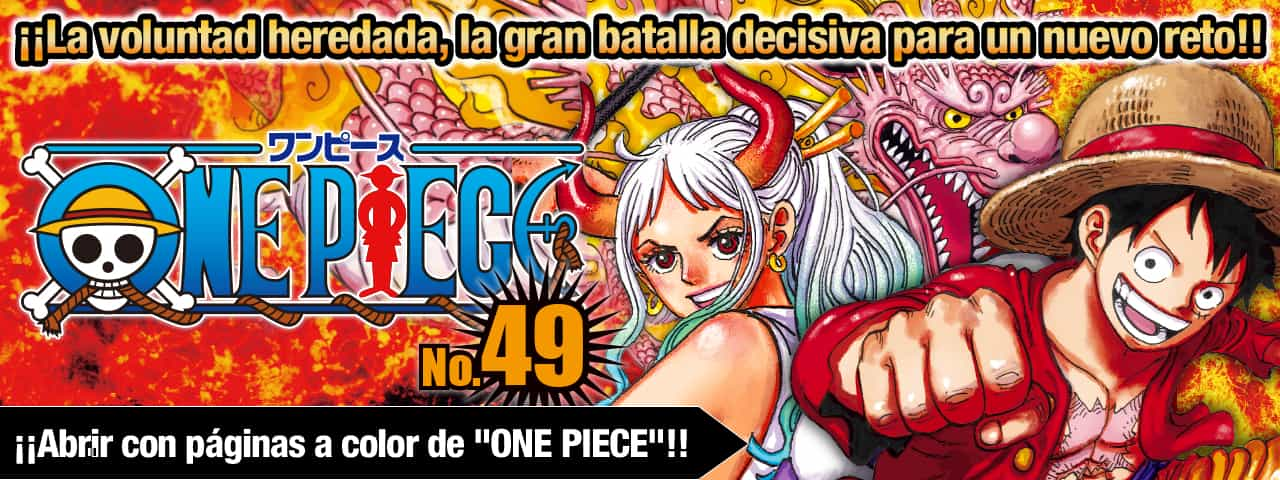 ¡¡La voluntad heredada, la gran batalla decisiva para un nuevo reto!!
ワンピース
ONE PIECE
No.49
¡¡Abrir con páginas a color de "ONE PIECE"!!